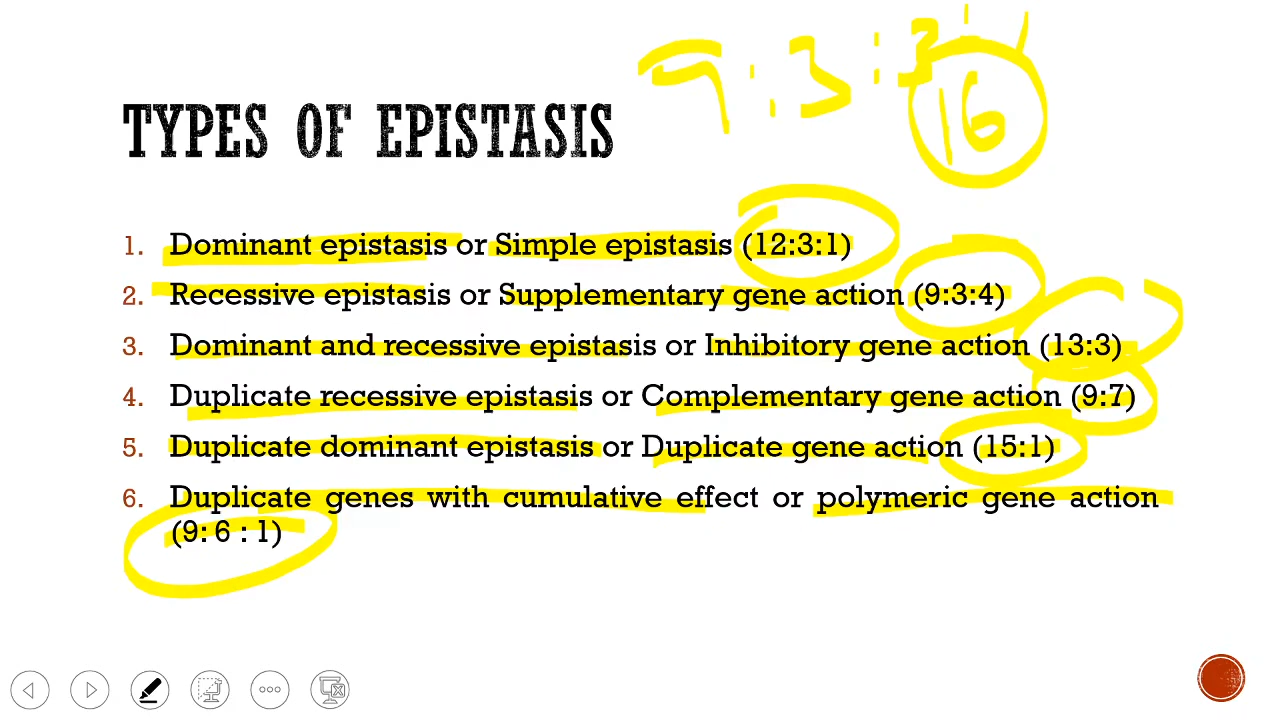 9 : 3 : 3 : 1
16
TYPES OF EPISTASIS
1. Dominant epistasis or Simple epistasis (12:3:1)
2. Recessive epistasis or Supplementary gene action (9:3:4)
3. Dominant and recessive epistasis or Inhibitory gene action (13:3)
4. Duplicate recessive epistasis or Complementary gene action (9:7)
5. Duplicate dominant epistasis or Duplicate gene action (15:1)
6. Duplicate genes with cumulative effect or polymeric gene action
(9: 6 : 1)